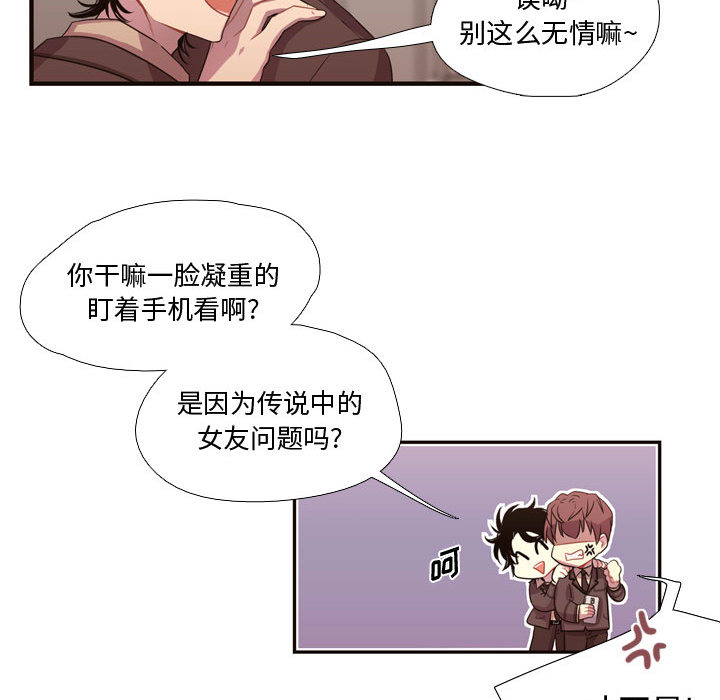 别这么无情嘛~
你干嘛一脸凝重的
盯着手机看啊?
是因为传说中的
女友问题吗?
呵